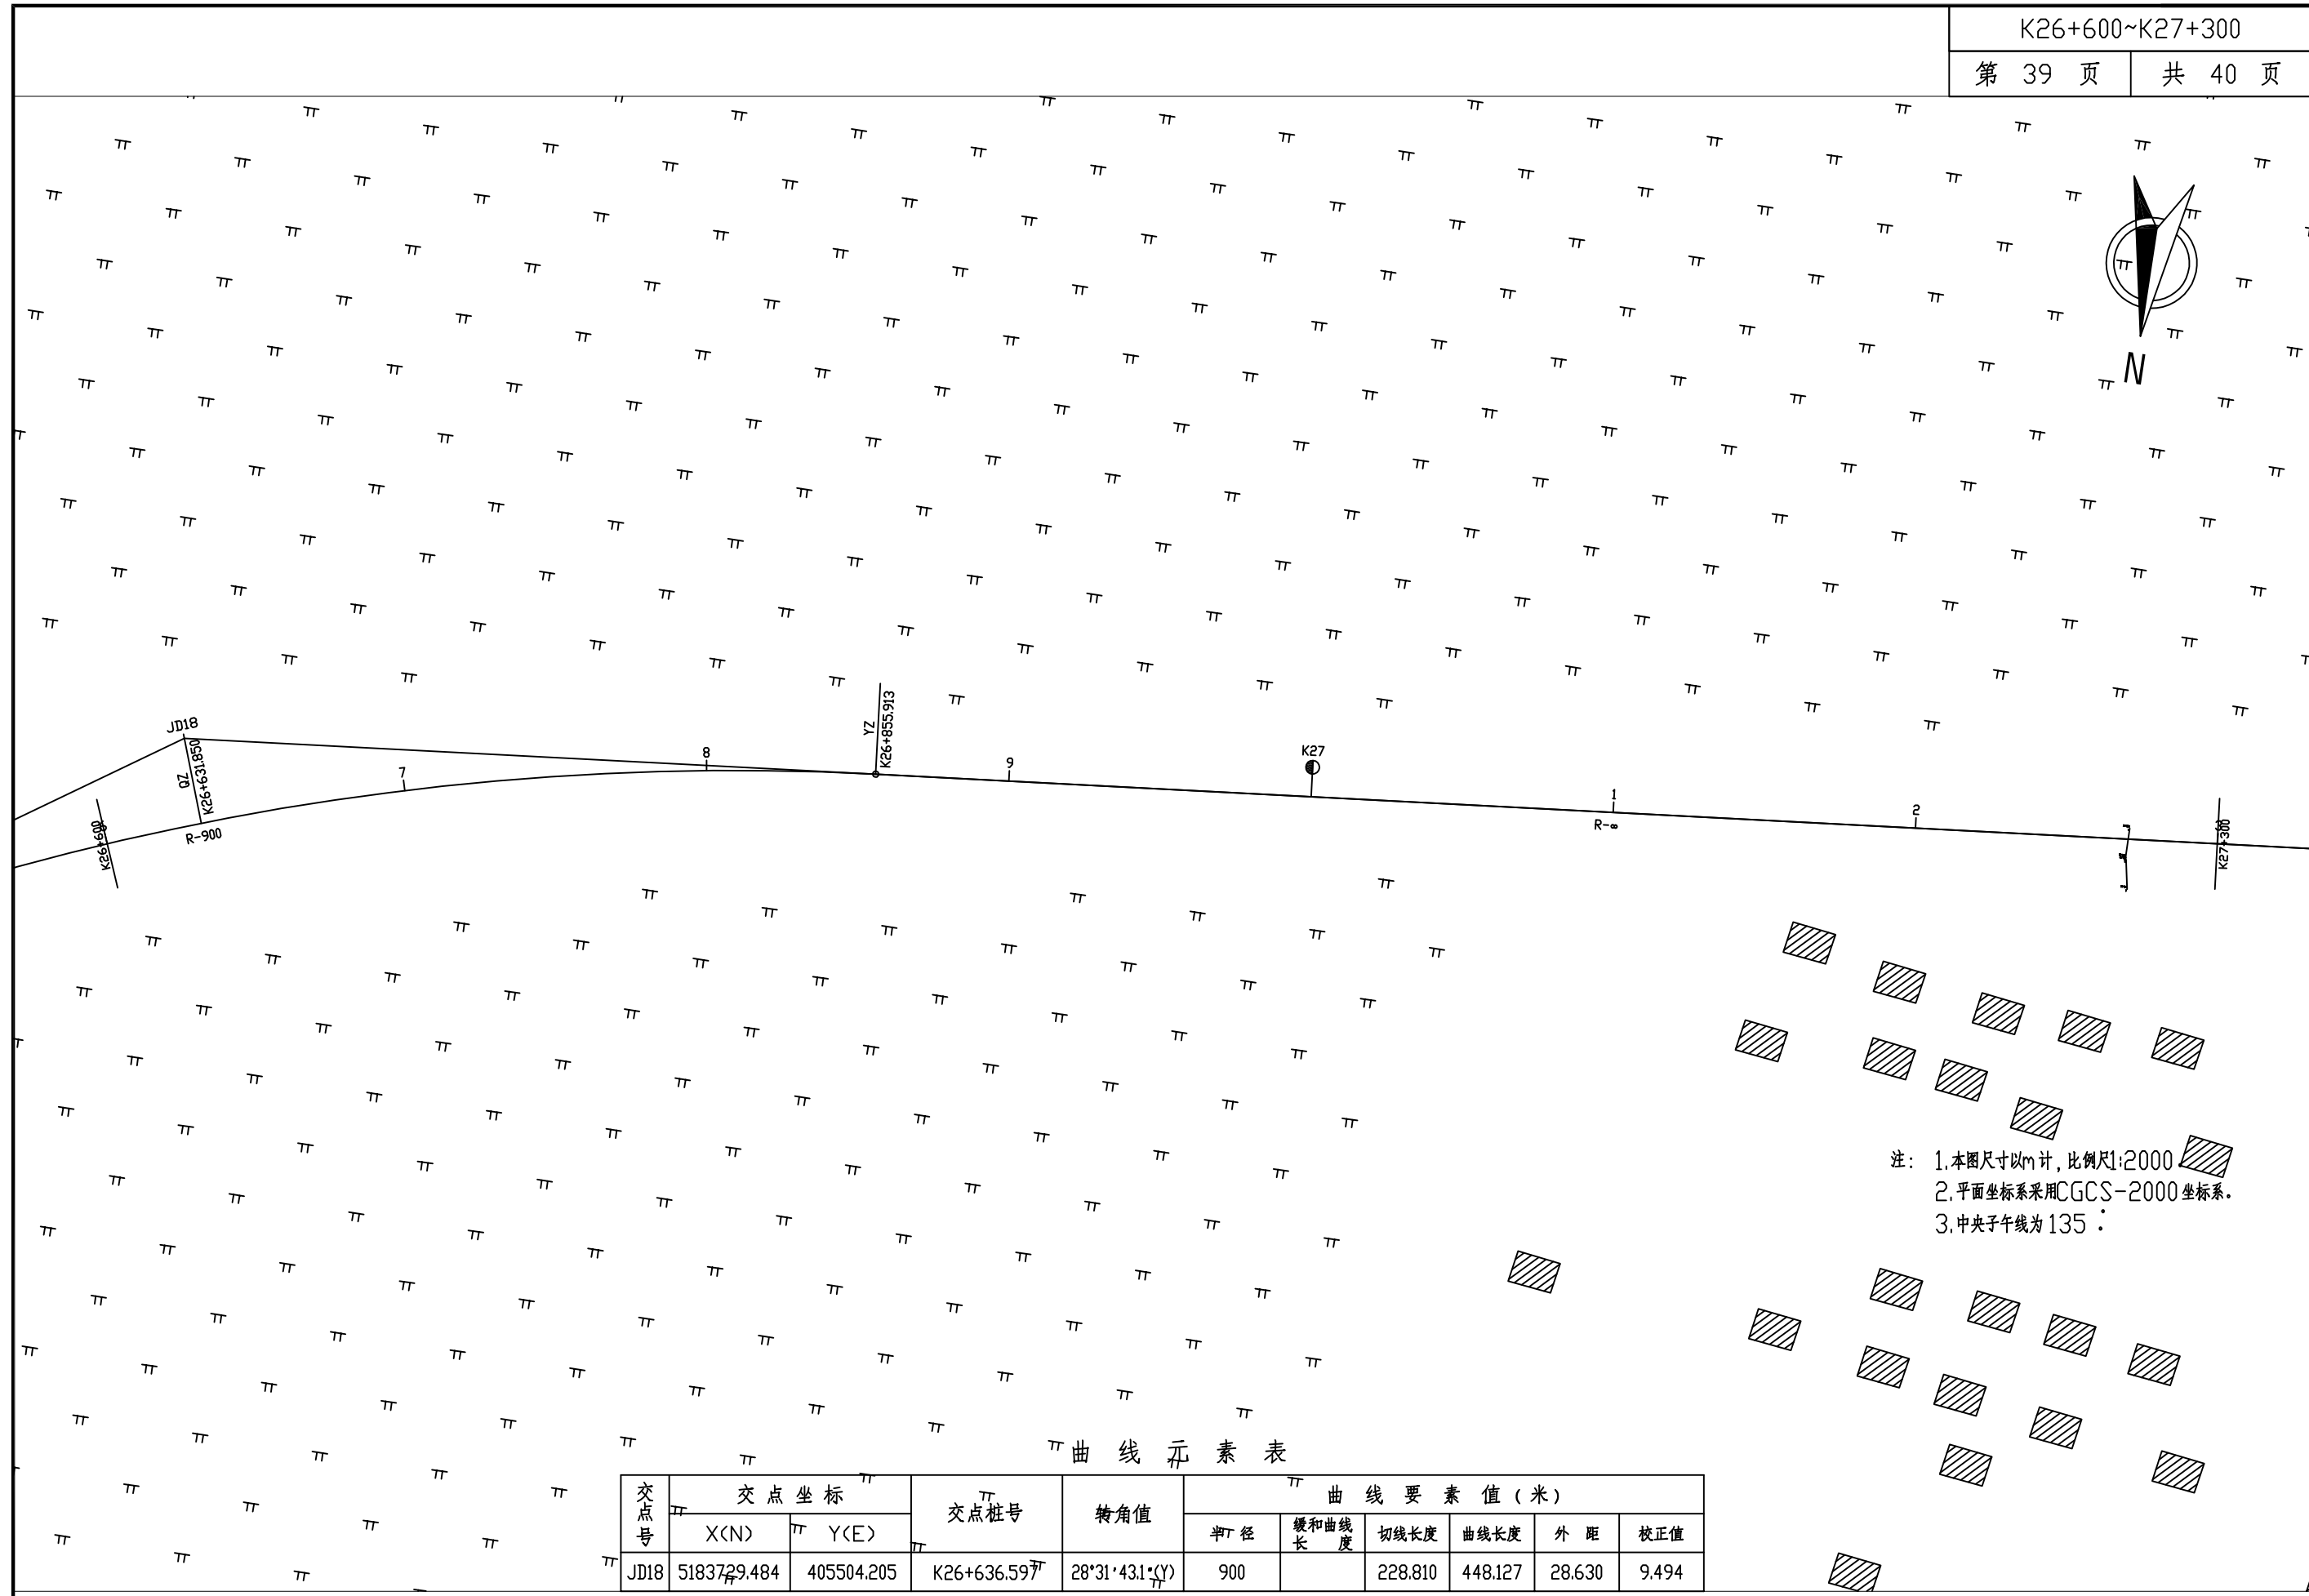 K26+600~K27+300
第 39 页 共 40 页
N
JD18
QZ
K26+631.850
K26+600
R-900
7
8
YZ
K26+855.913
9
K27
1
R-∞
2
3
K27+300
注: 1.本图尺寸以m计,比例尺1:2000.
2.平面坐标系采用CGCS-2000坐标系。
3.中央子午线为135°.
曲线元素表
交点号 交点坐标 交点桩号 转角值 曲线要素值(米)
X(N) Y(E) 半径 缓和曲线长度 切线长度 曲线长度 外距 校正值
JD18 5183729.484 405504.205 K26+636.597 28°31'43.1"(Y) 900 228.810 448.127 28.630 9.494